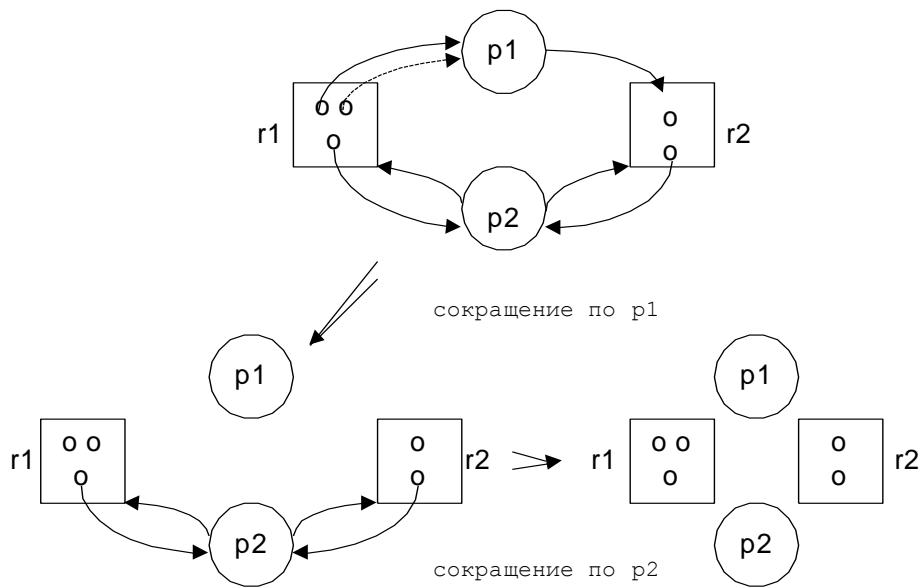 p1
o o
o
r1
o
o
r2
p2
сокращение по p1
p1
p1
o o
o
r1
o
o
r2
o o
o
r1
o
o
r2
p2
p2
сокращение по p2